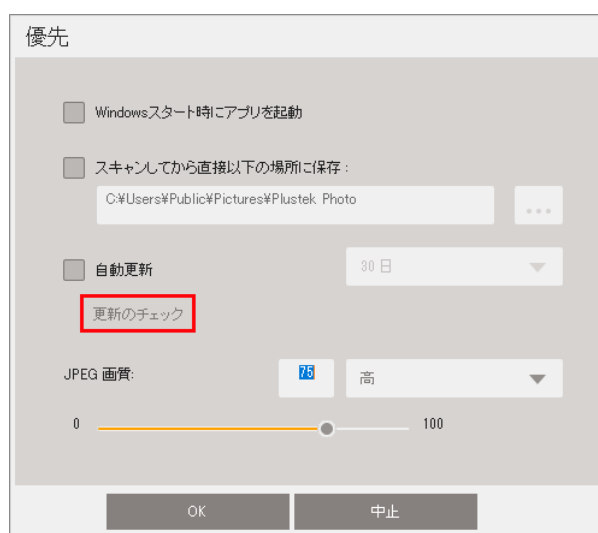 優先
Windowsスタート時にアプリを起動
スキャンしてから直接以下の場所に保存：
C:¥Users¥Public¥Pictures¥Plustek Photo
...
自動更新
30 日
更新のチェック
JPEG 画質:
75
高
0
100
OK
中止